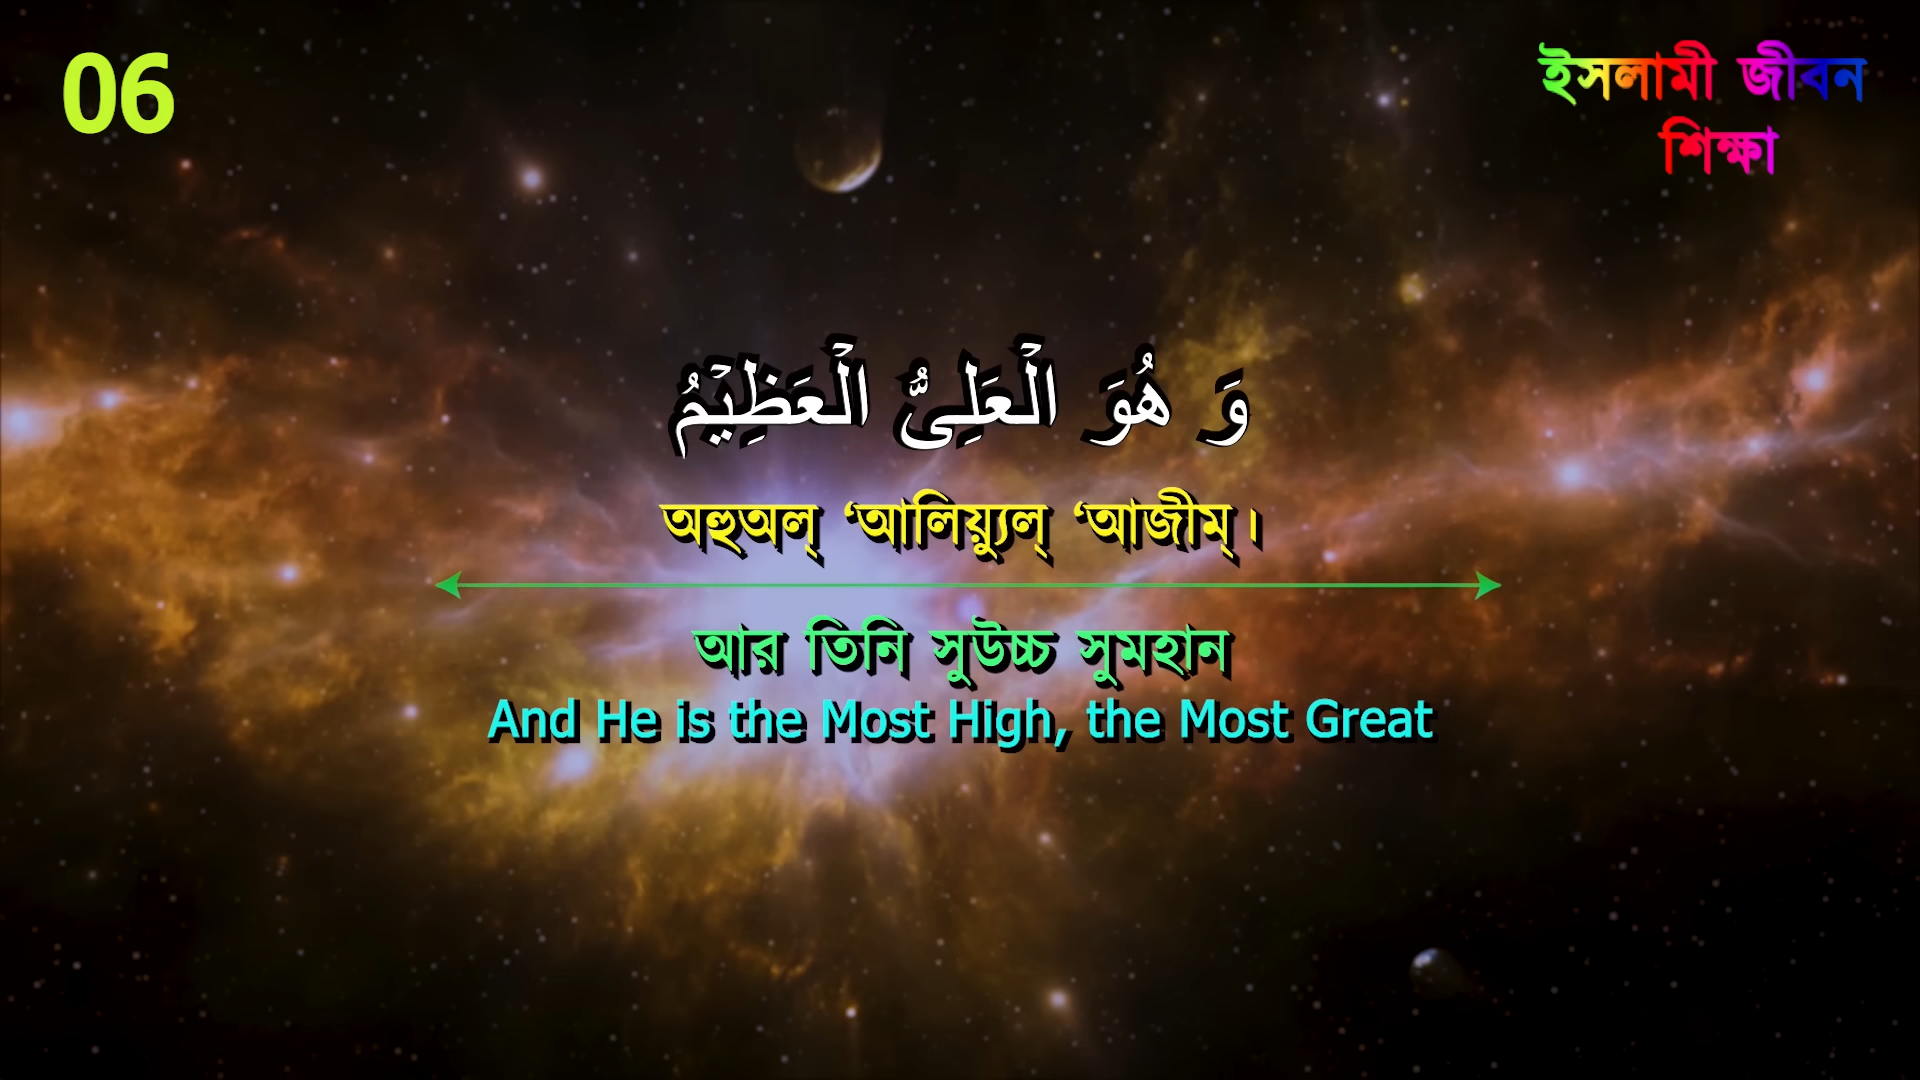 06
ইসলামী জীবন
শিক্ষা
وَ هُوَ الۡعَلِیُّ الۡعَظِیۡمُ
অহুঅল্ ‘আলিয়্যুল্ ‘আজীম্।
আর তিনি সুউচ্চ সুমহান
And He is the Most High, the Most Great